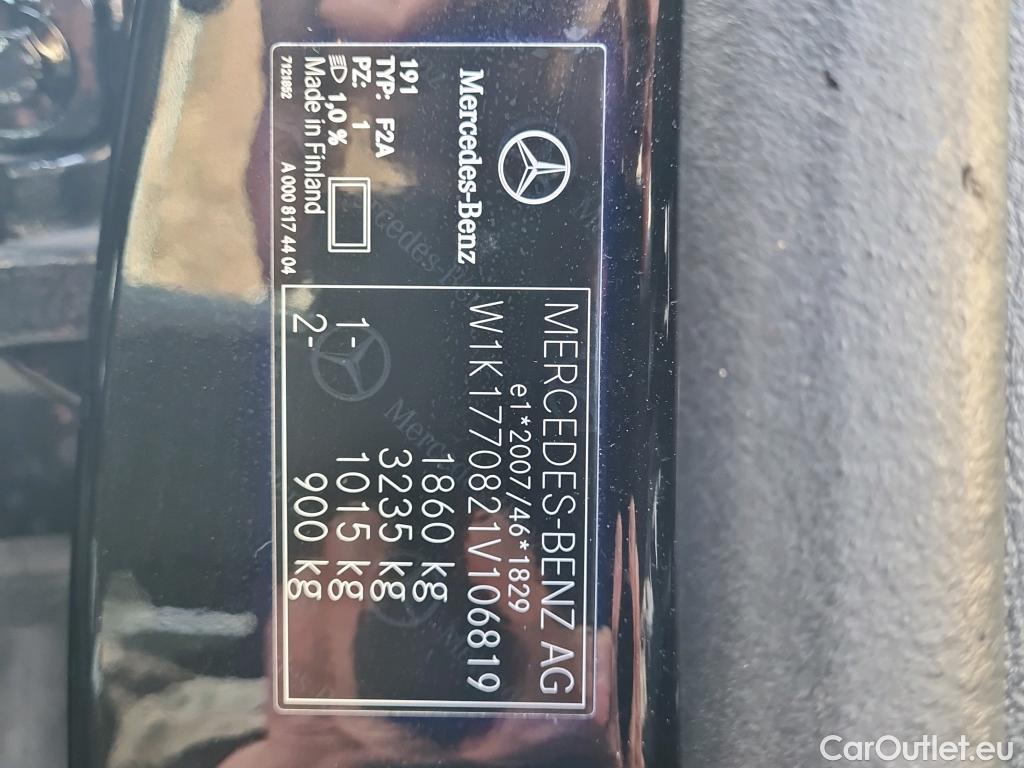 Mercedes-Benz
191
TYP: F2A
PZ: 1
1,0 %
Made in Finland
7121892 A 000 817 44 04
MERCEDES-BENZ AG
e1*2007/46*1829
W1K1770821V106819
1860 kg
3235 kg
1- 1015 kg
2- 900 kg
CarOutlet.eu